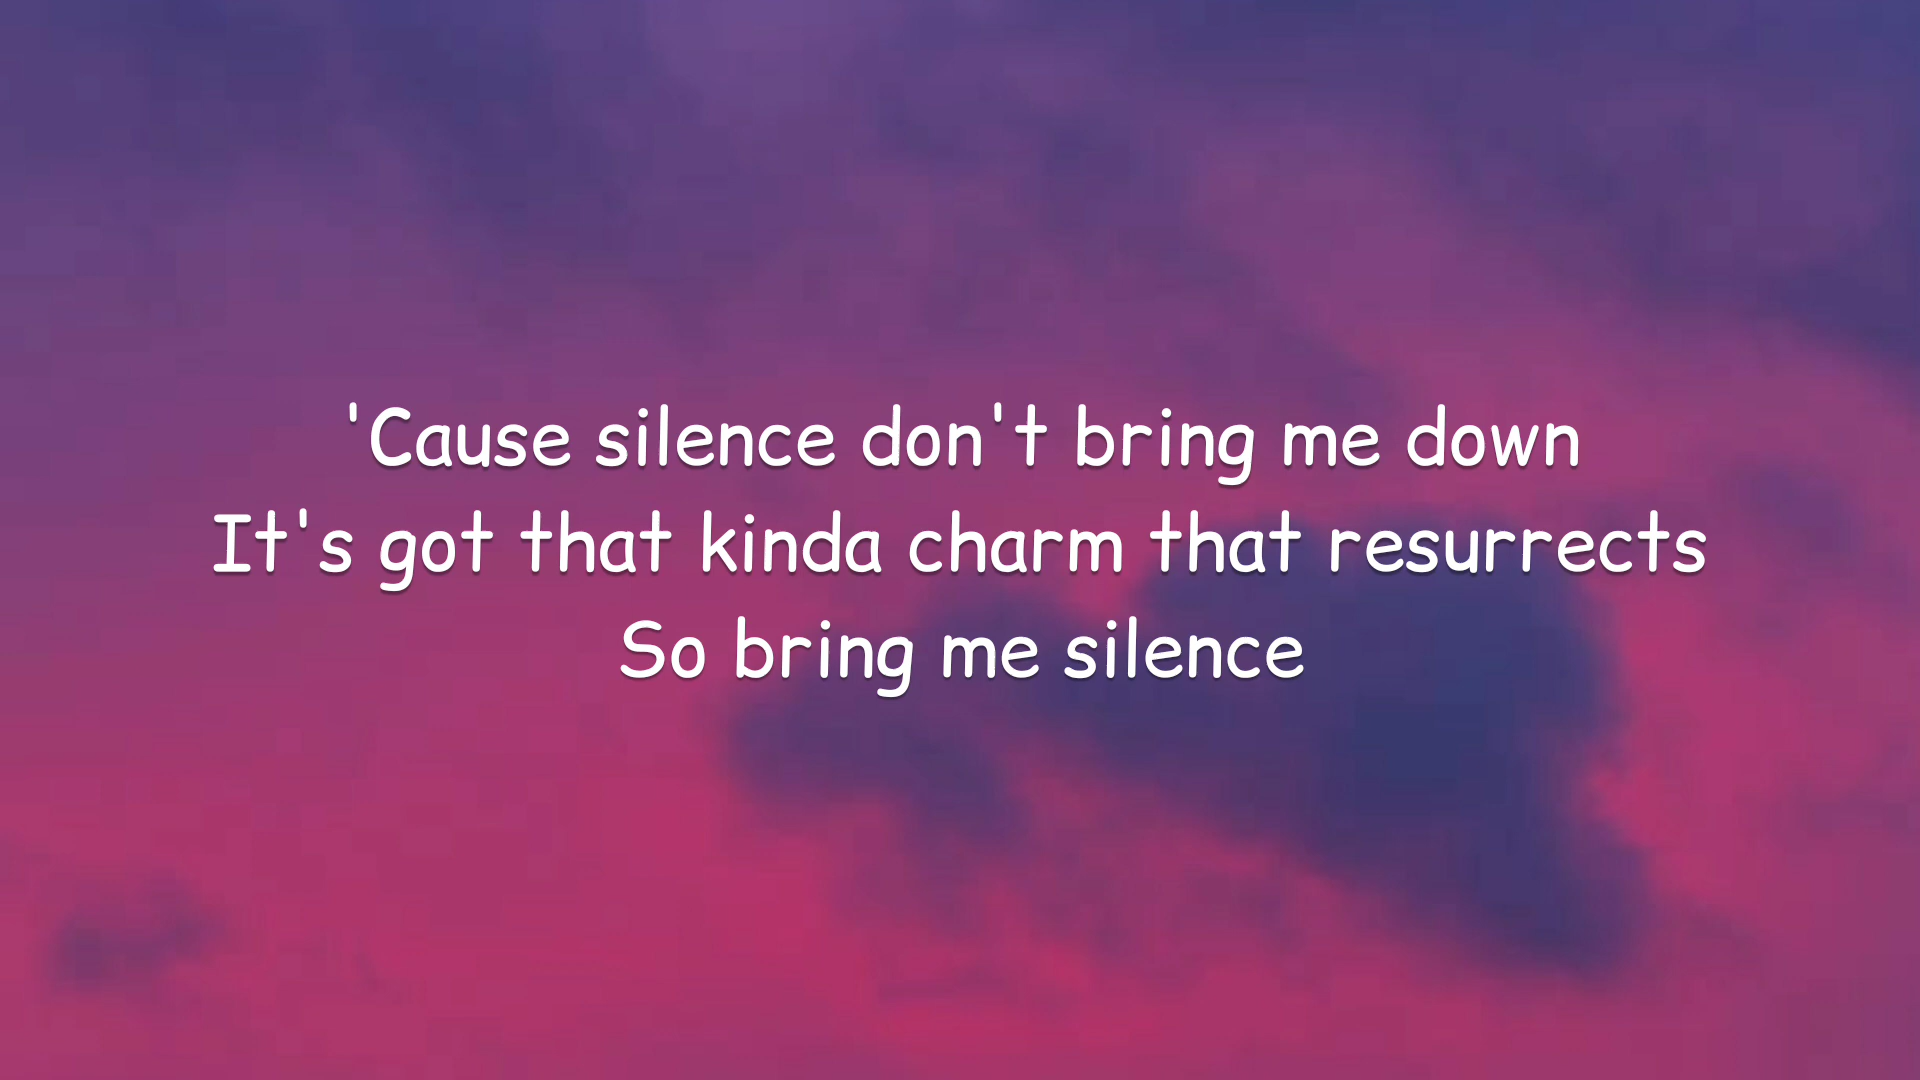 'Cause silence don't bring me down
It's got that kinda charm that resurrects
So bring me silence